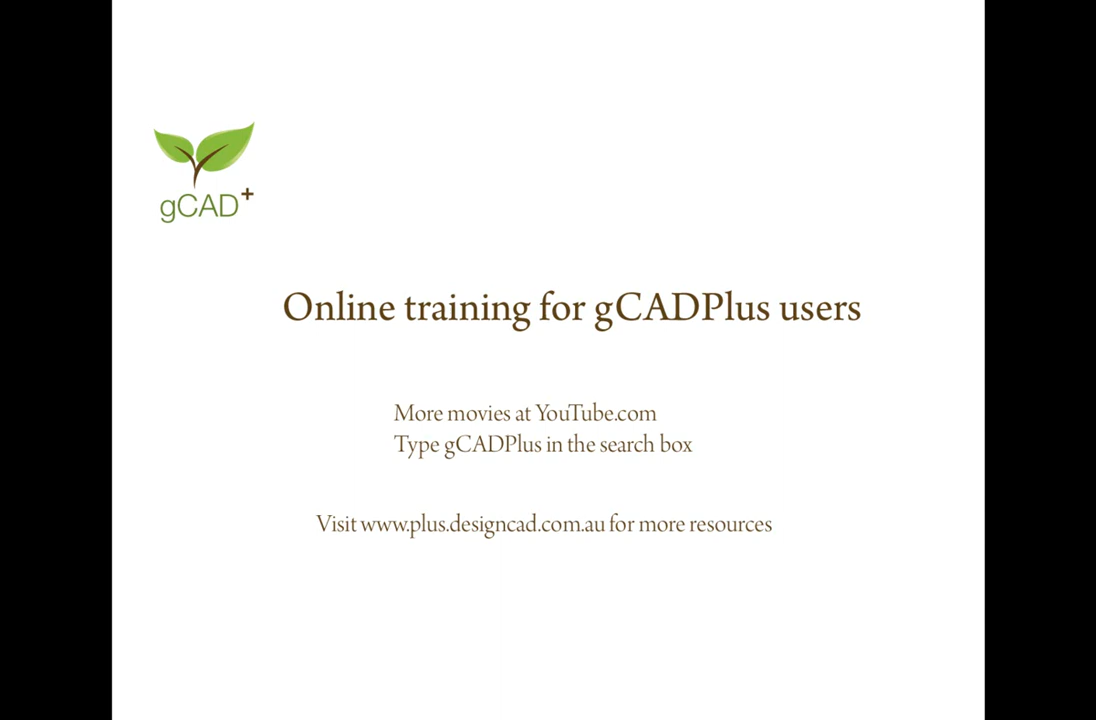 gCAD+
Online training for gCADPlus users
More movies at YouTube.com
Type gCADPlus in the search box
Visit www.plus.designcad.com.au for more resources